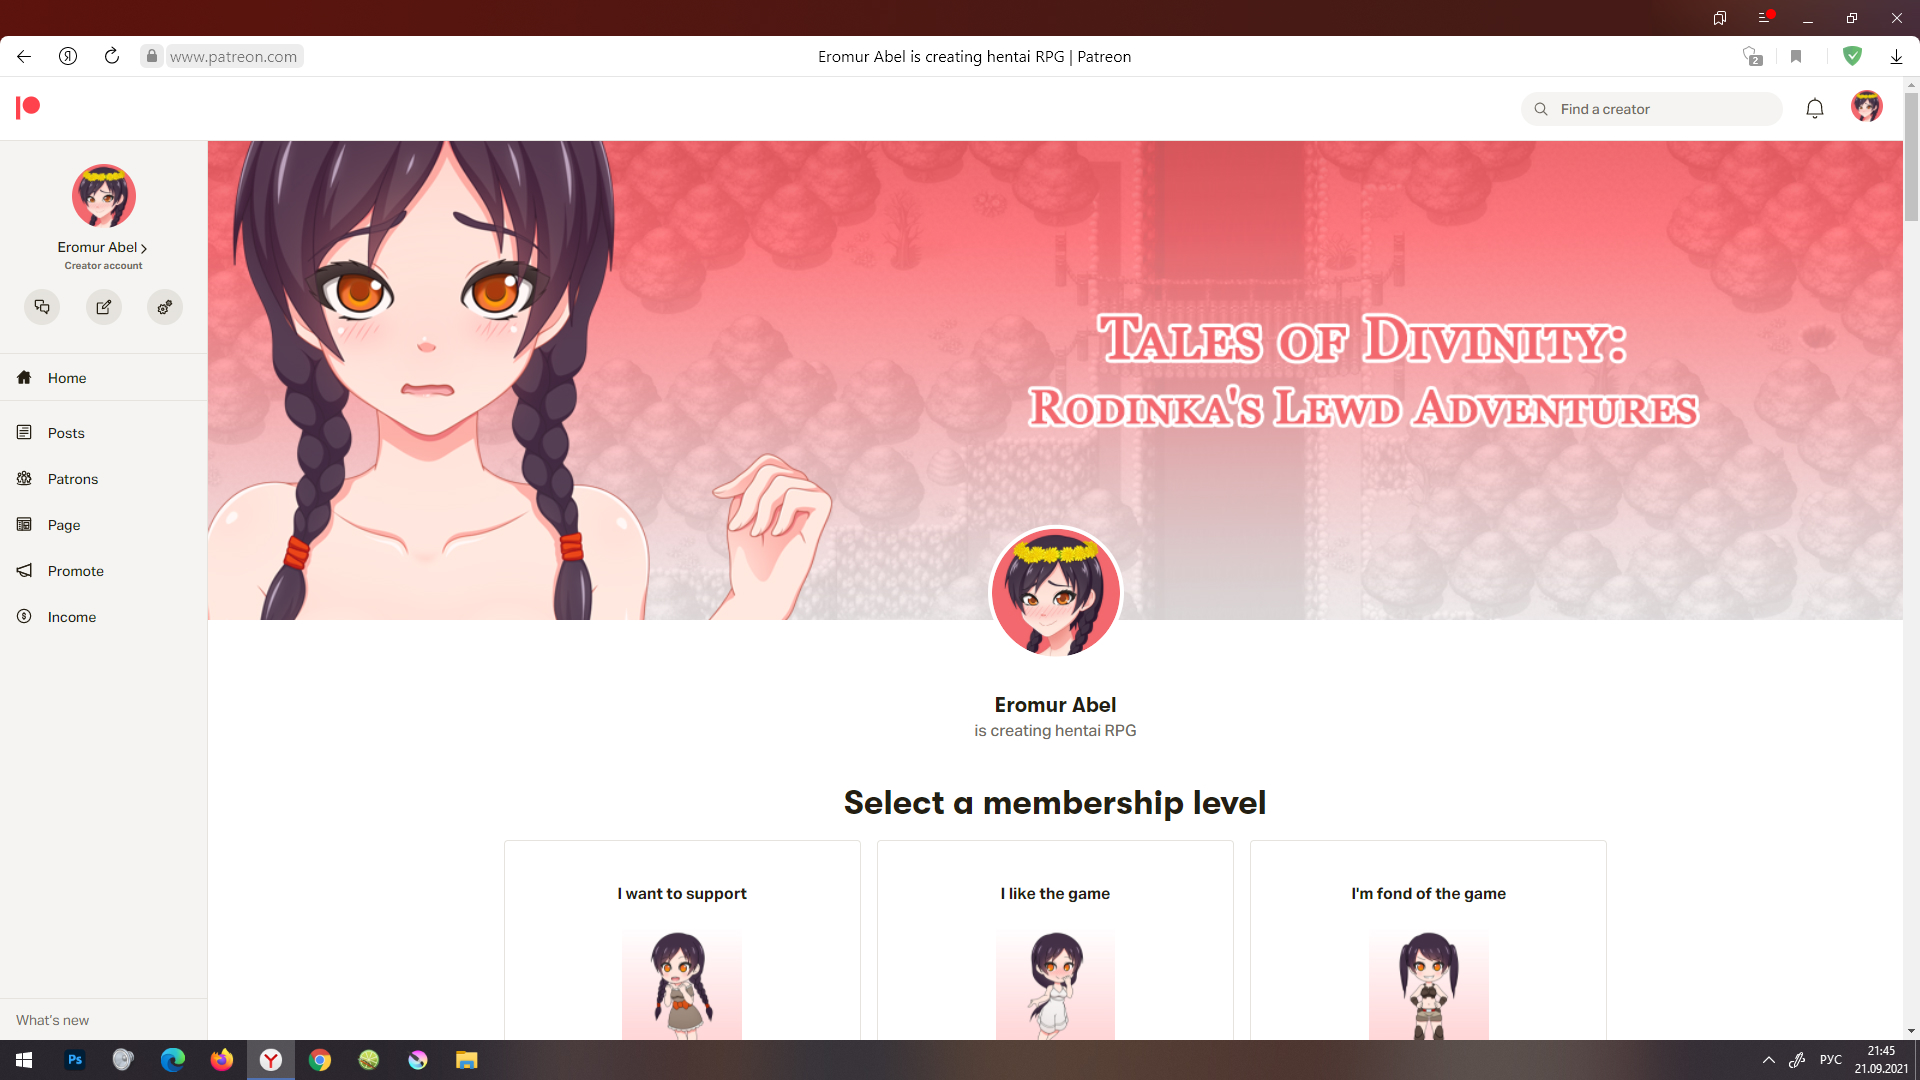 www.patreon.com
Eromur Abel is creating hentai RPG | Patreon
2
Find a creator
Eromur Abel
Creator account
Home
Posts
Patrons
Page
Promote
Income
What's new
Tales of Divinity:
Rodinka's Lewd Adventures
Eromur Abel
is creating hentai RPG
Select a membership level
I want to support
I like the game
I'm fond of the game
Ps
РУС
21:45
21.09.2021